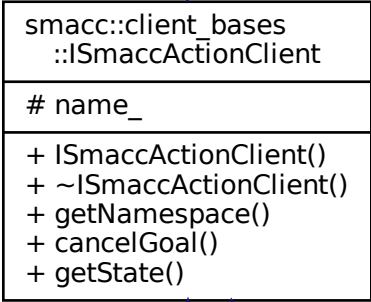 smacc::client_bases
::ISmaccActionClient
# name_
+ ISmaccActionClient()
+ ~ISmaccActionClient()
+ getNamespace()
+ cancelGoal()
+ getState()